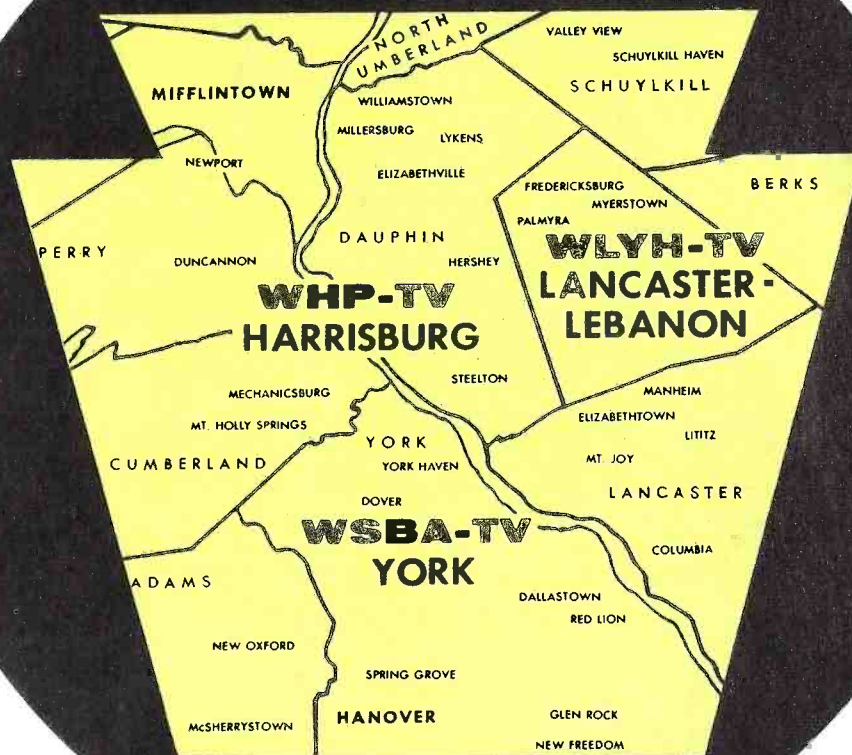 NORTH
UMBERLAND
VALLEY VIEW
SCHUYLKILL HAVEN
SCHUYLKILL
MIFFLINTOWN
WILLIAMSTOWN
MILLERSBURG
LYKENS
NEWPORT
ELIZABETHVILLE
FREDERICKSBURG
BERKS
MYERSTOWN
PALMYRA
PERRY
DUNCANNON
DAUPHIN
HERSHEY
WLYH-TV
LANCASTER-
LEBANON
WHP-TV
HARRISBURG
STEELTON
MECHANICSBURG
MT. HOLLY SPRINGS
MANHEIM
ELIZABETHTOWN
LITITZ
CUMBERLAND
YORK
YORK HAVEN
MT. JOY
DOVER
LANCASTER
WSBA-TV
YORK
COLUMBIA
ADAMS
DALLASTOWN
RED LION
NEW OXFORD
SPRING GROVE
McSHERRYSTOWN
HANOVER
GLEN ROCK
NEW FREEDOM